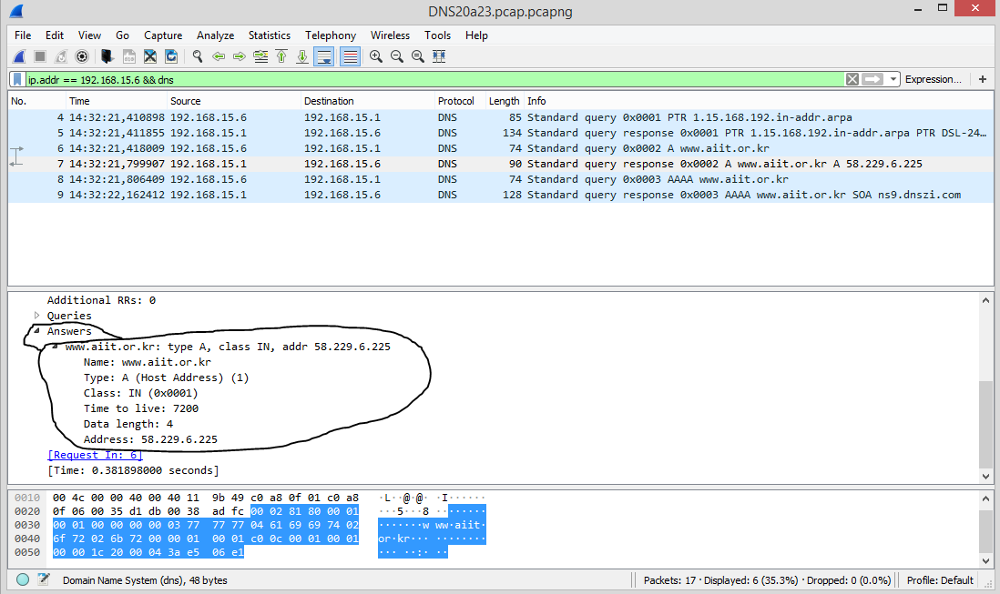 DNS20a23.pcap.pcapng
File Edit View Go Capture Analyze Statistics Telephony Wireless Tools Help
ip.addr == 192.168.15.6 && dns Expression... +
No. Time Source Destination Protocol Length Info
4 14:32:21,410898 192.168.15.6 192.168.15.1 DNS 85 Standard query 0x0001 PTR 1.15.168.192.in-addr.arpa
5 14:32:21,411855 192.168.15.1 192.168.15.6 DNS 134 Standard query response 0x0001 PTR 1.15.168.192.in-addr.arpa PTR DSL-24…
6 14:32:21,418009 192.168.15.6 192.168.15.1 DNS 74 Standard query 0x0002 A www.aiit.or.kr
7 14:32:21,799907 192.168.15.1 192.168.15.6 DNS 90 Standard query response 0x0002 A www.aiit.or.kr A 58.229.6.225
8 14:32:21,806409 192.168.15.6 192.168.15.1 DNS 74 Standard query 0x0003 AAAA www.aiit.or.kr
9 14:32:22,162412 192.168.15.1 192.168.15.6 DNS 128 Standard query response 0x0003 AAAA www.aiit.or.kr SOA ns9.dnszi.com
Additional RRs: 0
Queries
Answers
www.aiit.or.kr: type A, class IN, addr 58.229.6.225
Name: www.aiit.or.kr
Type: A (Host Address) (1)
Class: IN (0x0001)
Time to live: 7200
Data length: 4
Address: 58.229.6.225
[Request In: 6]
[Time: 0.381898000 seconds]
0010 00 4c 00 00 40 00 40 11 9b 49 c0 a8 0f 01 c0 a8 ·L··@·@· ·I······
0020 0f 06 00 35 d1 db 00 38 ad fc 00 02 81 80 00 01 ···5···8 ········
0030 00 01 00 00 00 00 03 77 77 77 04 61 69 69 74 02 ·······w ww·aiit·
0040 6f 72 02 6b 72 00 00 01 00 01 c0 0c 00 01 00 01 or·kr··· ········
0050 00 00 1c 20 00 04 3a e5 06 e1 ··· ··:· ··
Domain Name System (dns), 48 bytes Packets: 17 · Displayed: 6 (35.3%) · Dropped: 0 (0.0%) Profile: Default